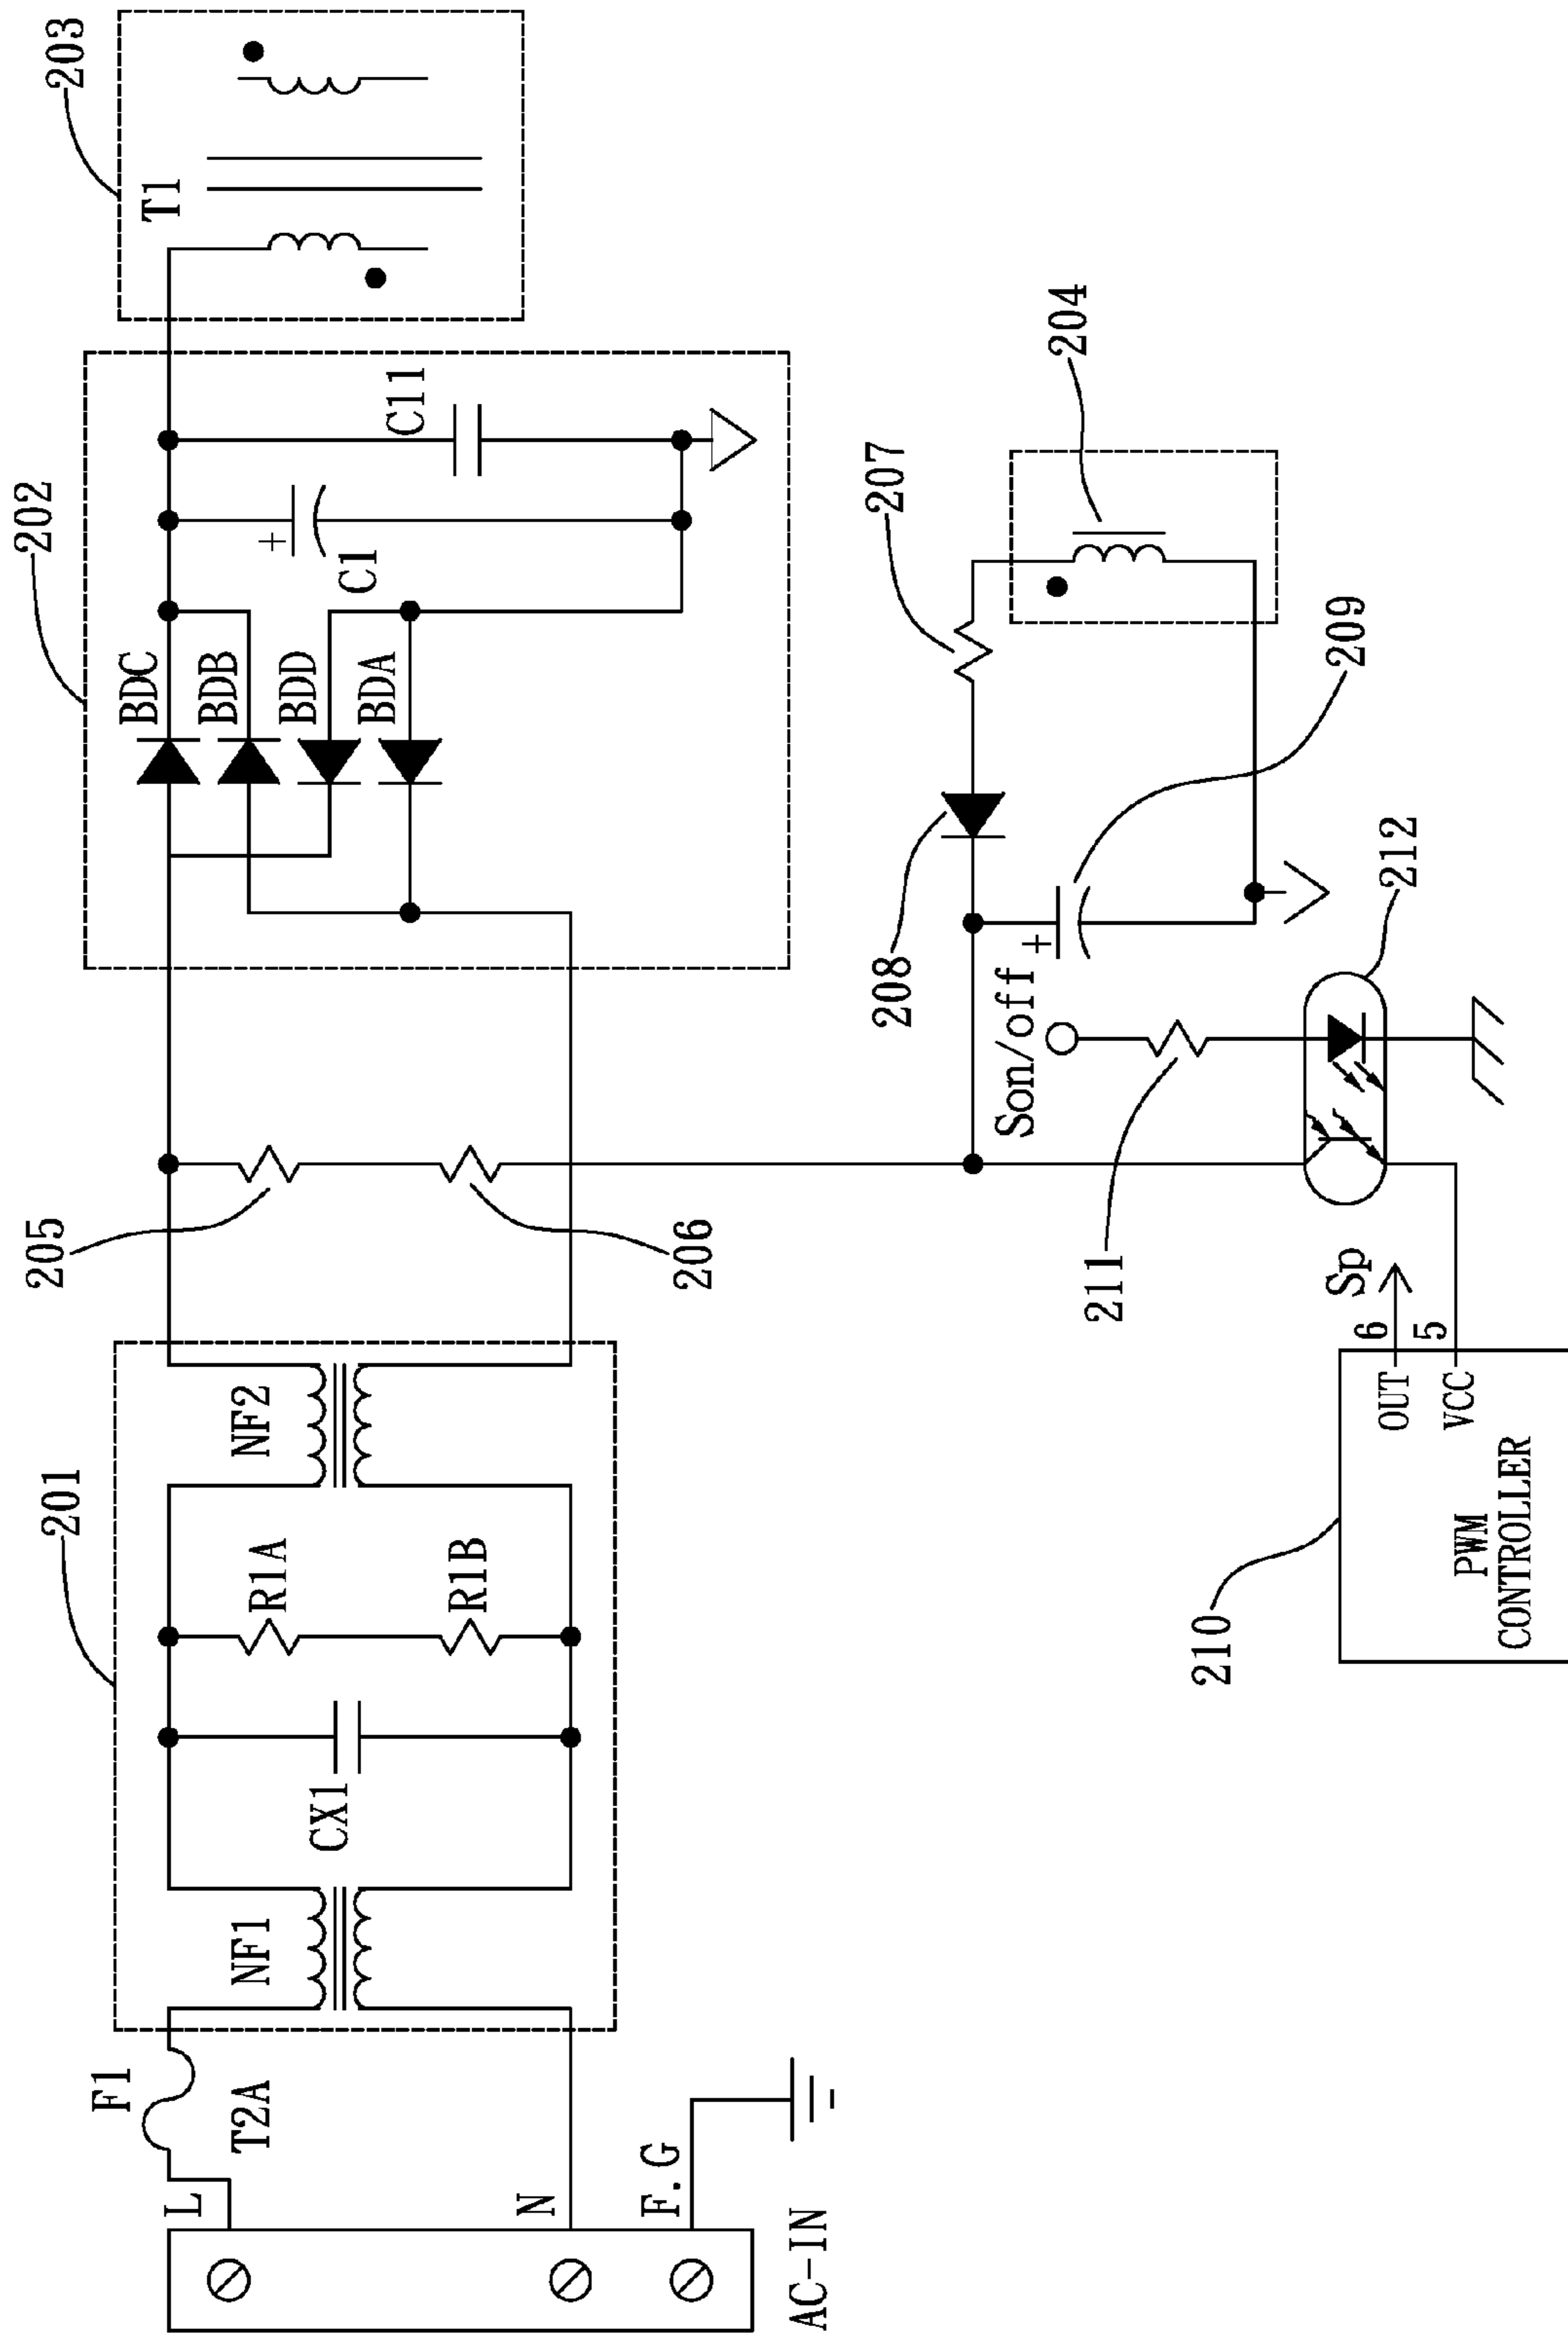 203
T1
202
C11
C1
BDC
BDB
BDD
BDA
204
207
208
209
+
+
Son/off
211
212
205
206
201
NF2
R1A
R1B
CX1
NF1
F1
T2A
L
N
F.G
AC-IN
Sp
6
5
OUT
VCC
PWM
CONTROLLER
210